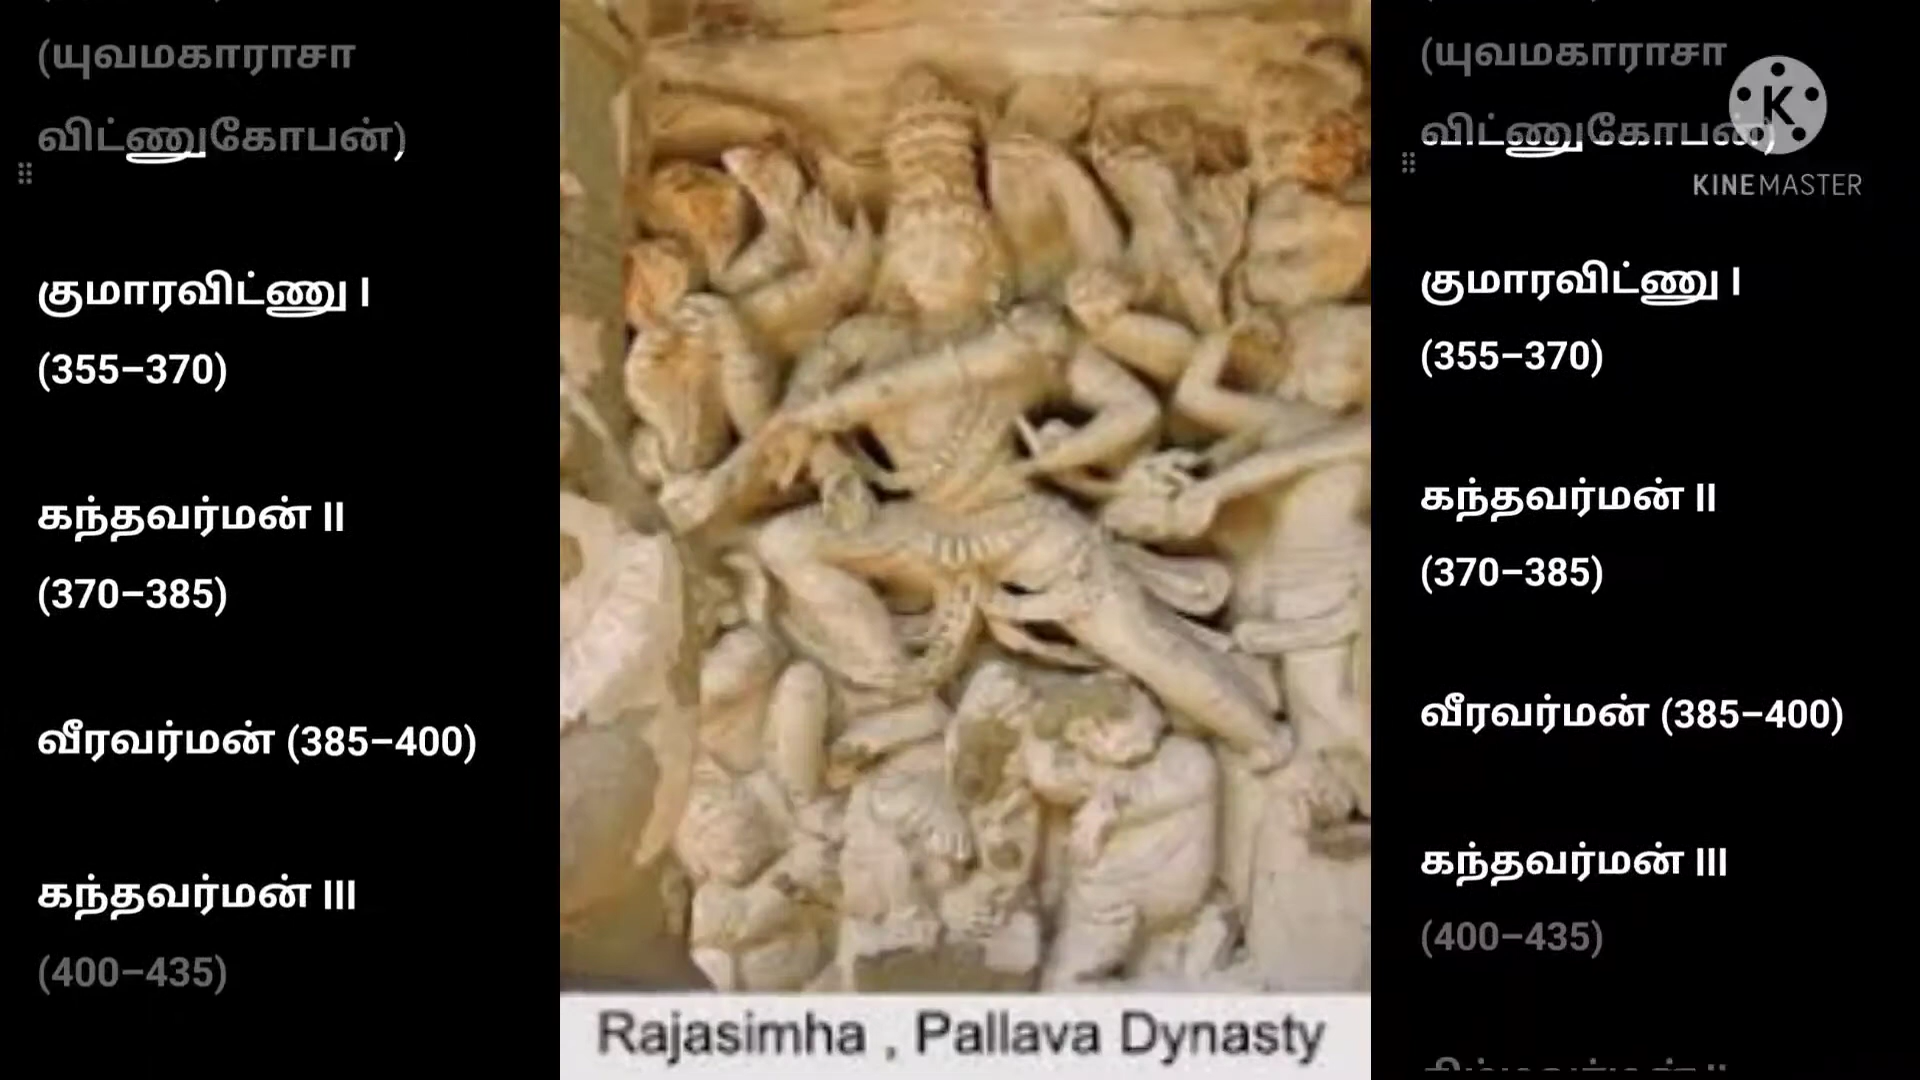 (யுவமகாராசா
விட்ணுகோபன்)
குமாரவிட்ணு I
(355–370)
கந்தவர்மன் II
(370–385)
வீரவர்மன் (385–400)
கந்தவர்மன் III
(400–435)
Rajasimha , Pallava Dynasty
(யுவமகாராசா
விட்ணுகோபன்)
KINEMASTER
குமாரவிட்ணு I
(355–370)
கந்தவர்மன் II
(370–385)
வீரவர்மன் (385–400)
கந்தவர்மன் III
(400–435)